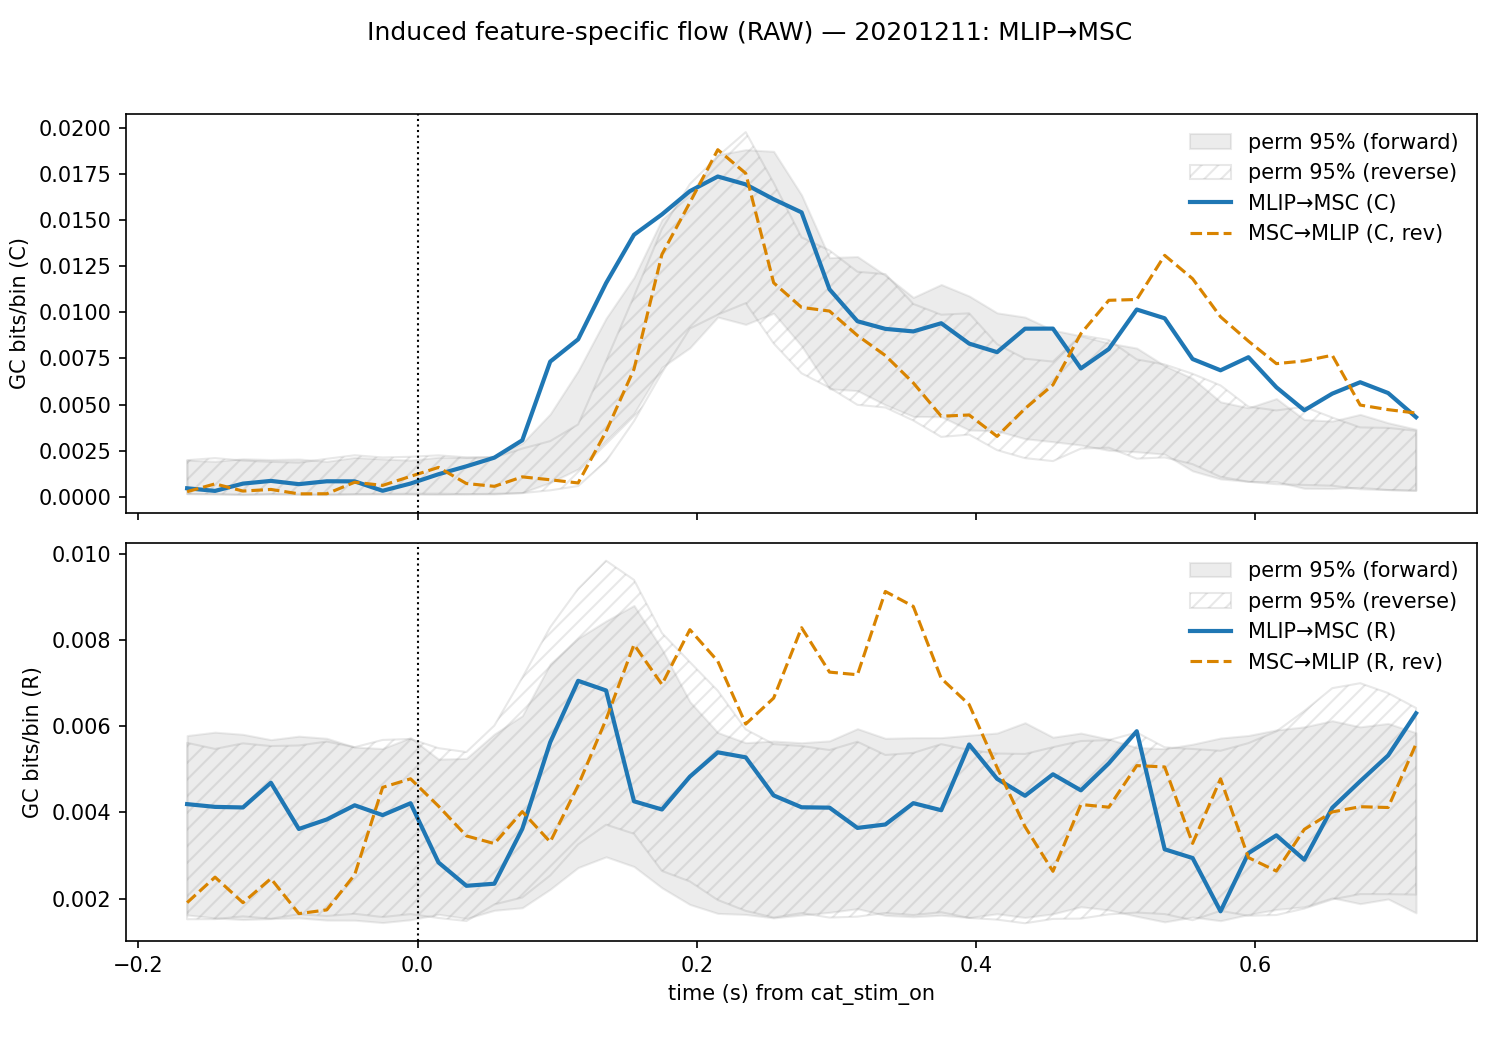 Induced feature-specific flow (RAW) — 20201211: MLIP→MSC
GC bits/bin (C)
0.0200
0.0175
0.0150
0.0125
0.0100
0.0075
0.0050
0.0025
0.0000
perm 95% (forward)
perm 95% (reverse)
MLIP→MSC (C)
MSC→MLIP (C, rev)
GC bits/bin (R)
0.010
0.008
0.006
0.004
0.002
perm 95% (forward)
perm 95% (reverse)
MLIP→MSC (R)
MSC→MLIP (R, rev)
−0.2 0.0 0.2 0.4 0.6
time (s) from cat_stim_on